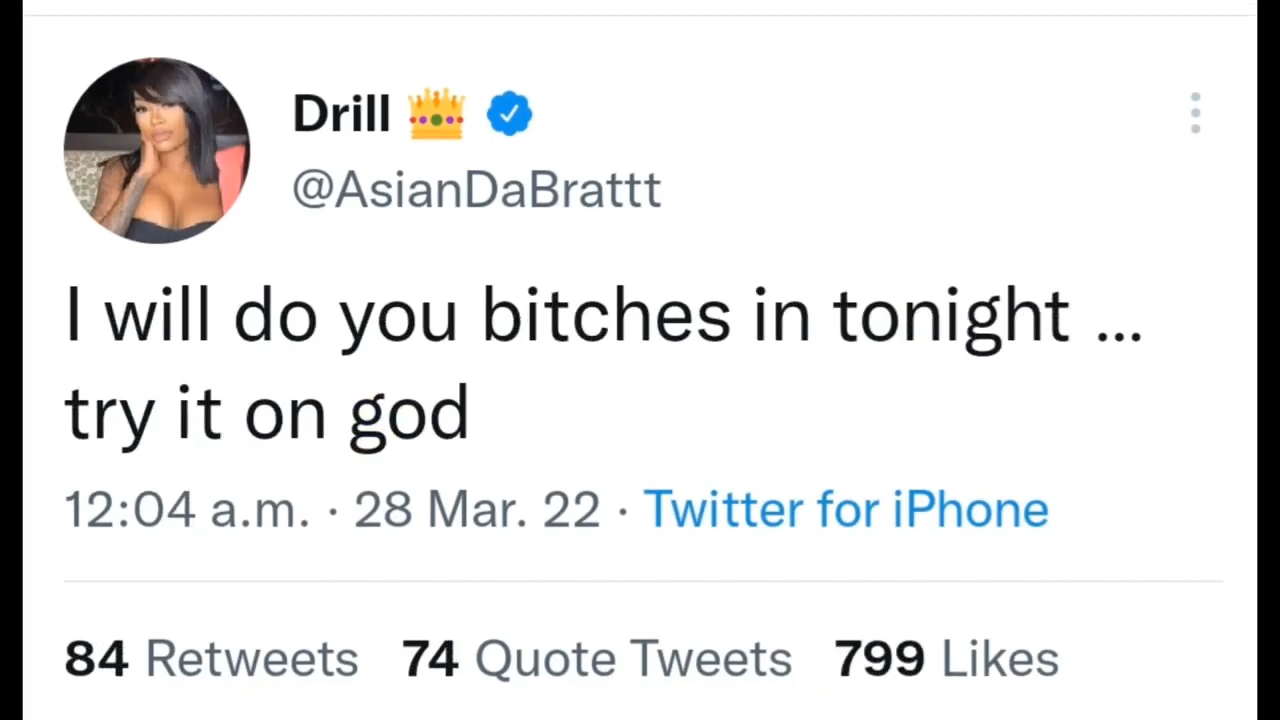 Drill 👑
@AsianDaBrattt
I will do you bitches in tonight ...
try it on god
12:04 a.m. · 28 Mar. 22 · Twitter for iPhone
84 Retweets 74 Quote Tweets 799 Likes